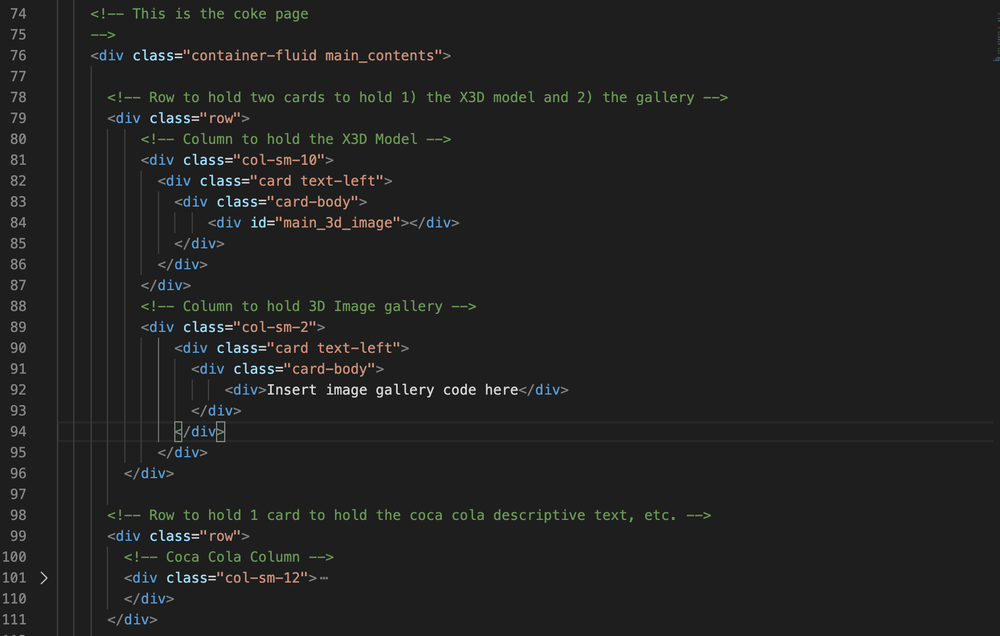 74 <!-- This is the coke page
75 -->
76 <div class="container-fluid main_contents">
77
78 <!-- Row to hold two cards to hold 1) the X3D model and 2) the gallery -->
79 <div class="row">
80 <!-- Column to hold the X3D Model -->
81 <div class="col-sm-10">
82 <div class="card text-left">
83 <div class="card-body">
84 <div id="main_3d_image"></div>
85 </div>
86 </div>
87 </div>
88 <!-- Column to hold 3D Image gallery -->
89 <div class="col-sm-2">
90 <div class="card text-left">
91 <div class="card-body">
92 <div>Insert image gallery code here</div>
93 </div>
94 </div>
95 </div>
96 </div>
97
98 <!-- Row to hold 1 card to hold the coca cola descriptive text, etc. -->
99 <div class="row">
100 <!-- Coca Cola Column -->
101 <div class="col-sm-12">⋯
110 </div>
111 </div>